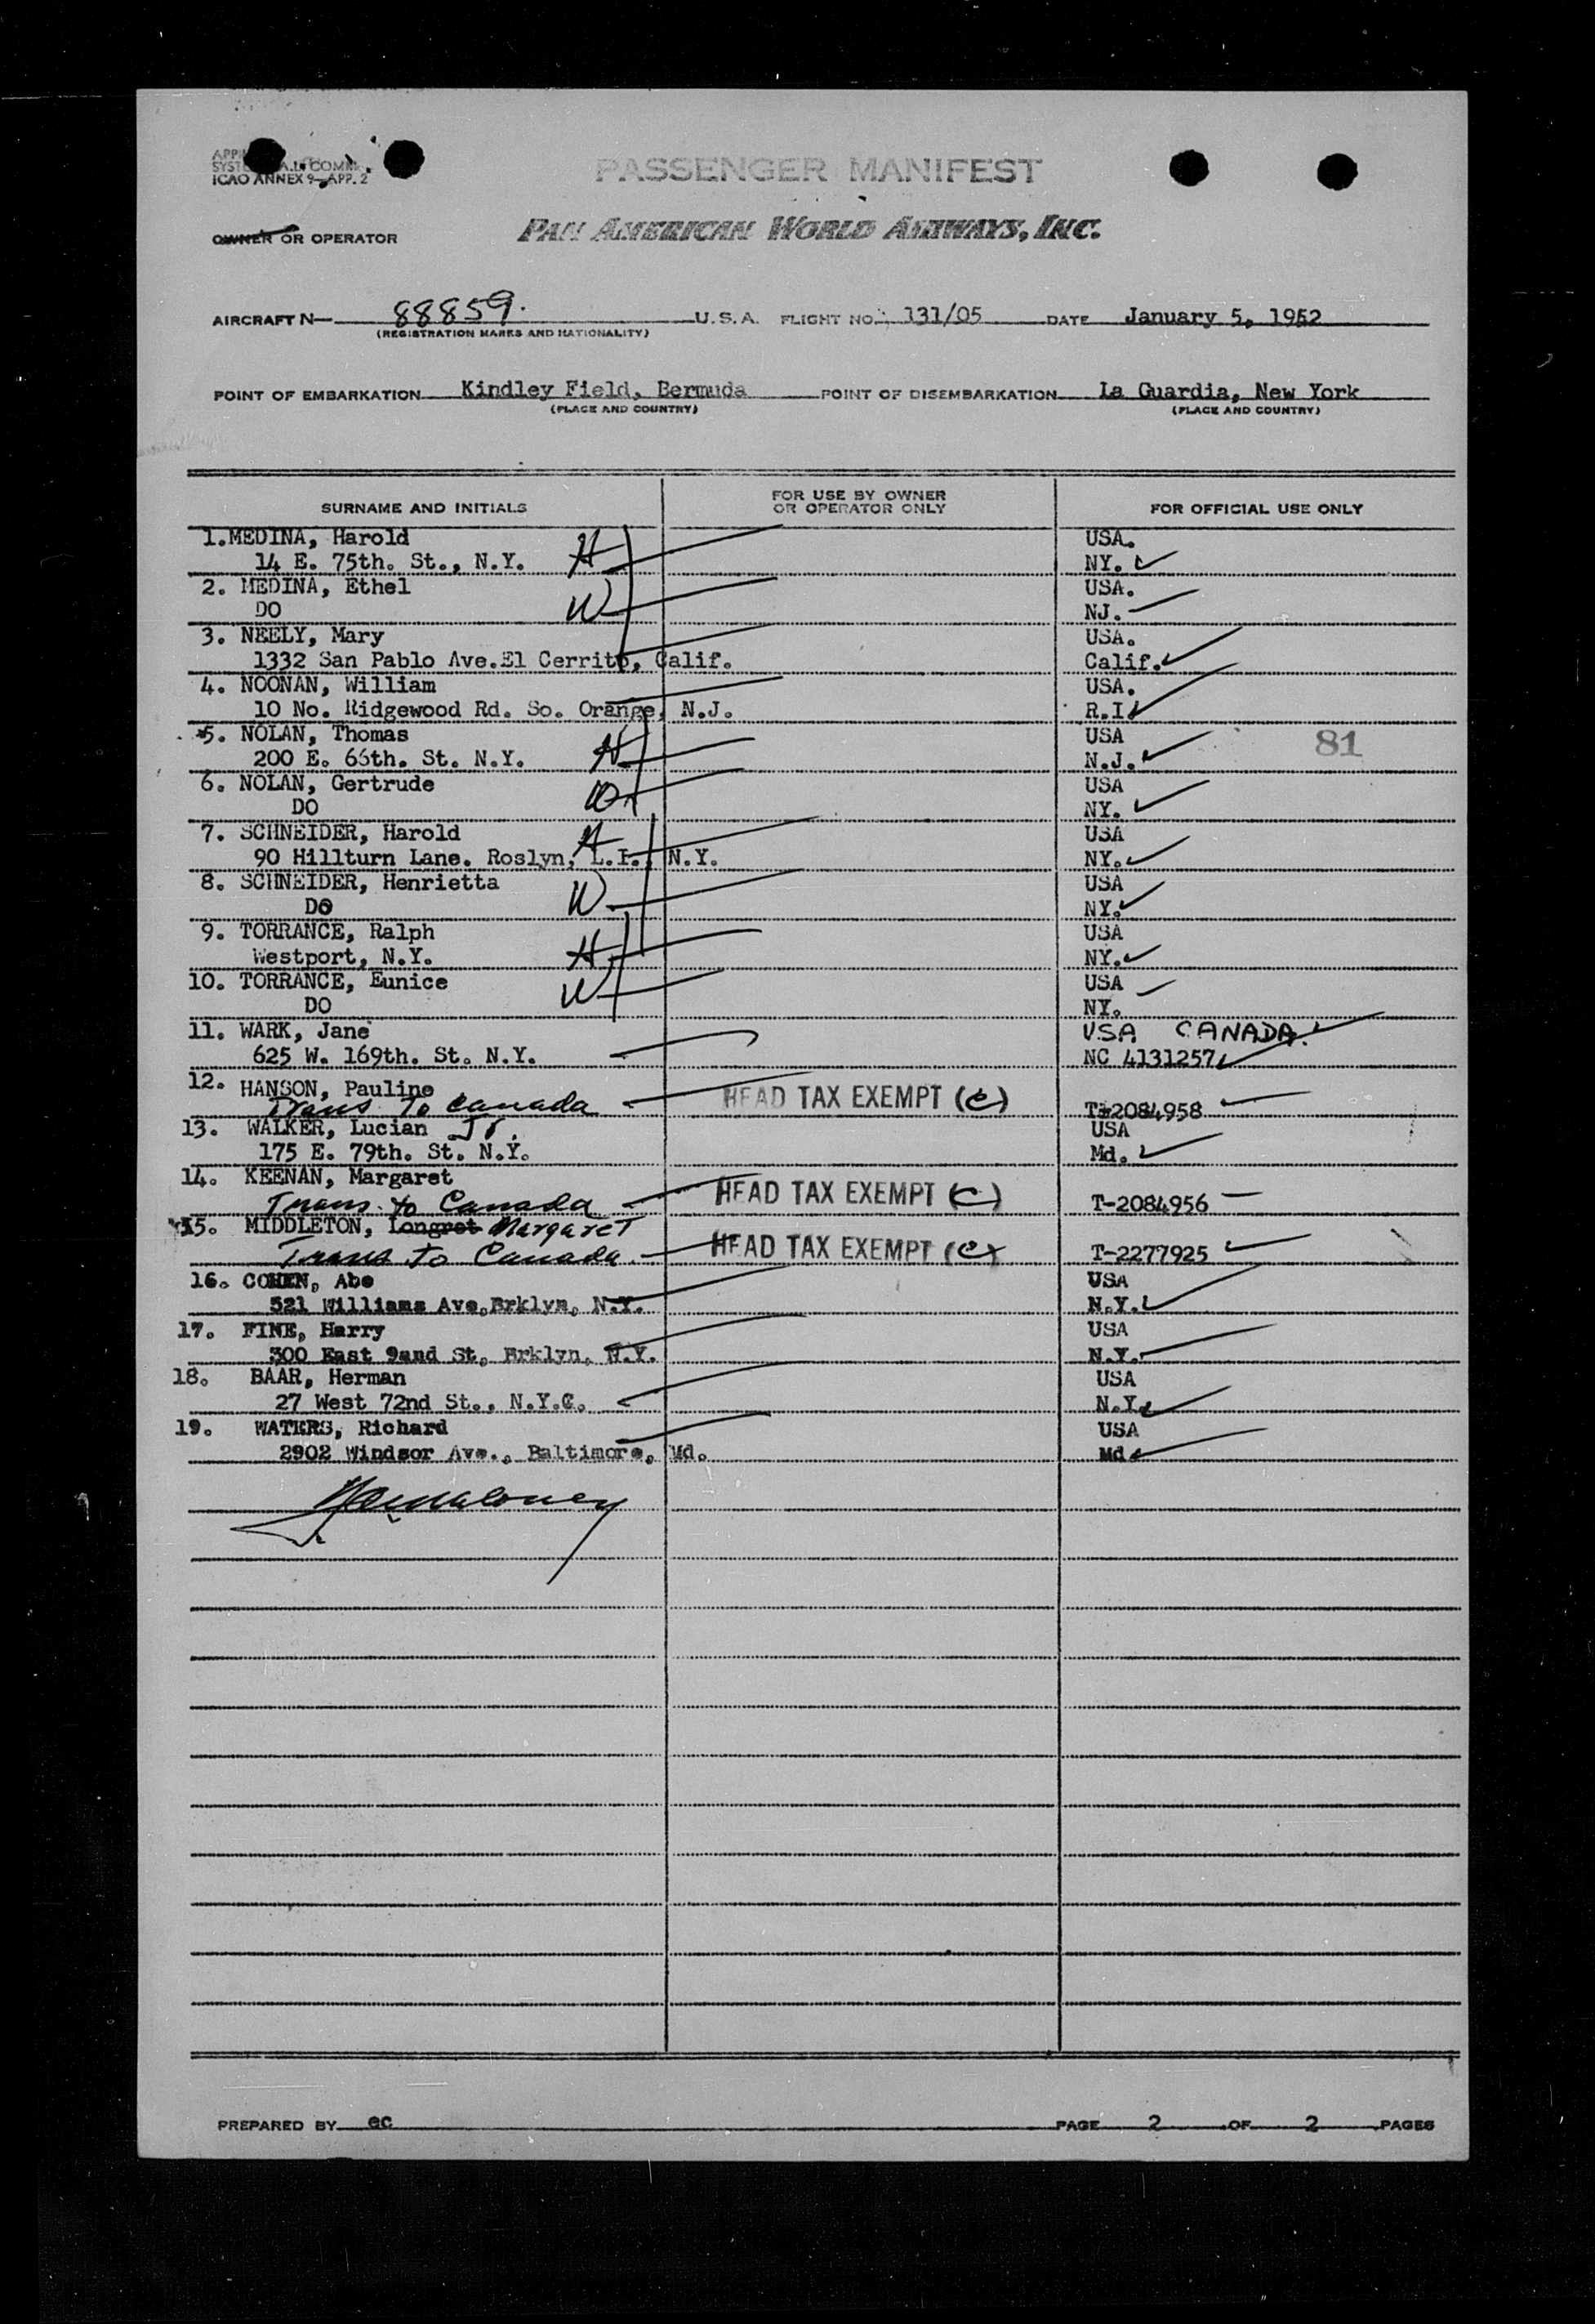 ICAO ANNEX 9—APP. 2
PASSENGER MANIFEST
OWNER OR OPERATOR PAN AMERICAN WORLD AIRWAYS, INC.
AIRCRAFT N— 88859. U.S.A. FLIGHT NO. 131/05 DATE January 5, 1952
(REGISTRATION MARKS AND NATIONALITY)
POINT OF EMBARKATION Kindley Field, Bermuda POINT OF DISEMBARKATION La Guardia, New York
(PLACE AND COUNTRY) (PLACE AND COUNTRY)
SURNAME AND INITIALS FOR USE BY OWNER OR OPERATOR ONLY FOR OFFICIAL USE ONLY
1. MEDINA, Harold USA.
14 E. 75th. St., N.Y. H NY.
2. MEDINA, Ethel USA.
DO W NJ.
3. NEELY, Mary USA.
1332 San Pablo Ave. El Cerrito, Calif. Calif.
4. NOONAN, William USA.
10 No. Ridgewood Rd. So. Orange, N.J. R.I.
5. NOLAN, Thomas USA
200 E. 66th. St. N.Y. H N.J. 81
6. NOLAN, Gertrude USA
DO W NY.
7. SCHNEIDER, Harold H USA
90 Hillturn Lane. Roslyn, L.I., N.Y. NY.
8. SCHNEIDER, Henrietta USA
DO W NY.
9. TORRANCE, Ralph USA
Westport, N.Y. H NY.
10. TORRANCE, Eunice USA
DO W NY.
11. WARK, Jane USA CANADA.
625 W. 169th. St. N.Y. NC 4131257
12. HANSON, Pauline
Trans to Canada HEAD TAX EXEMPT (C) T-2084958
13. WALKER, Lucian Jr. USA
175 E. 79th. St. N.Y. Md.
14. KEENAN, Margaret
Trans. to Canada HEAD TAX EXEMPT (C) T-2084956
15. MIDDLETON, Longret Margaret
Trans to Canada. HEAD TAX EXEMPT (C) T-2277925
16. COHEN, Abe USA
521 Williams Ave, Brklyn, N.Y. N.Y.
17. FINE, Harry USA
300 East 9and St, Brklyn, N.Y. N.Y.
18. BAAR, Herman USA
27 West 72nd St., N.Y.C. N.Y.
19. WATERS, Richard USA
2902 Windsor Ave., Baltimore, Md. Md
PREPARED BY ec PAGE 2 OF 2 PAGES